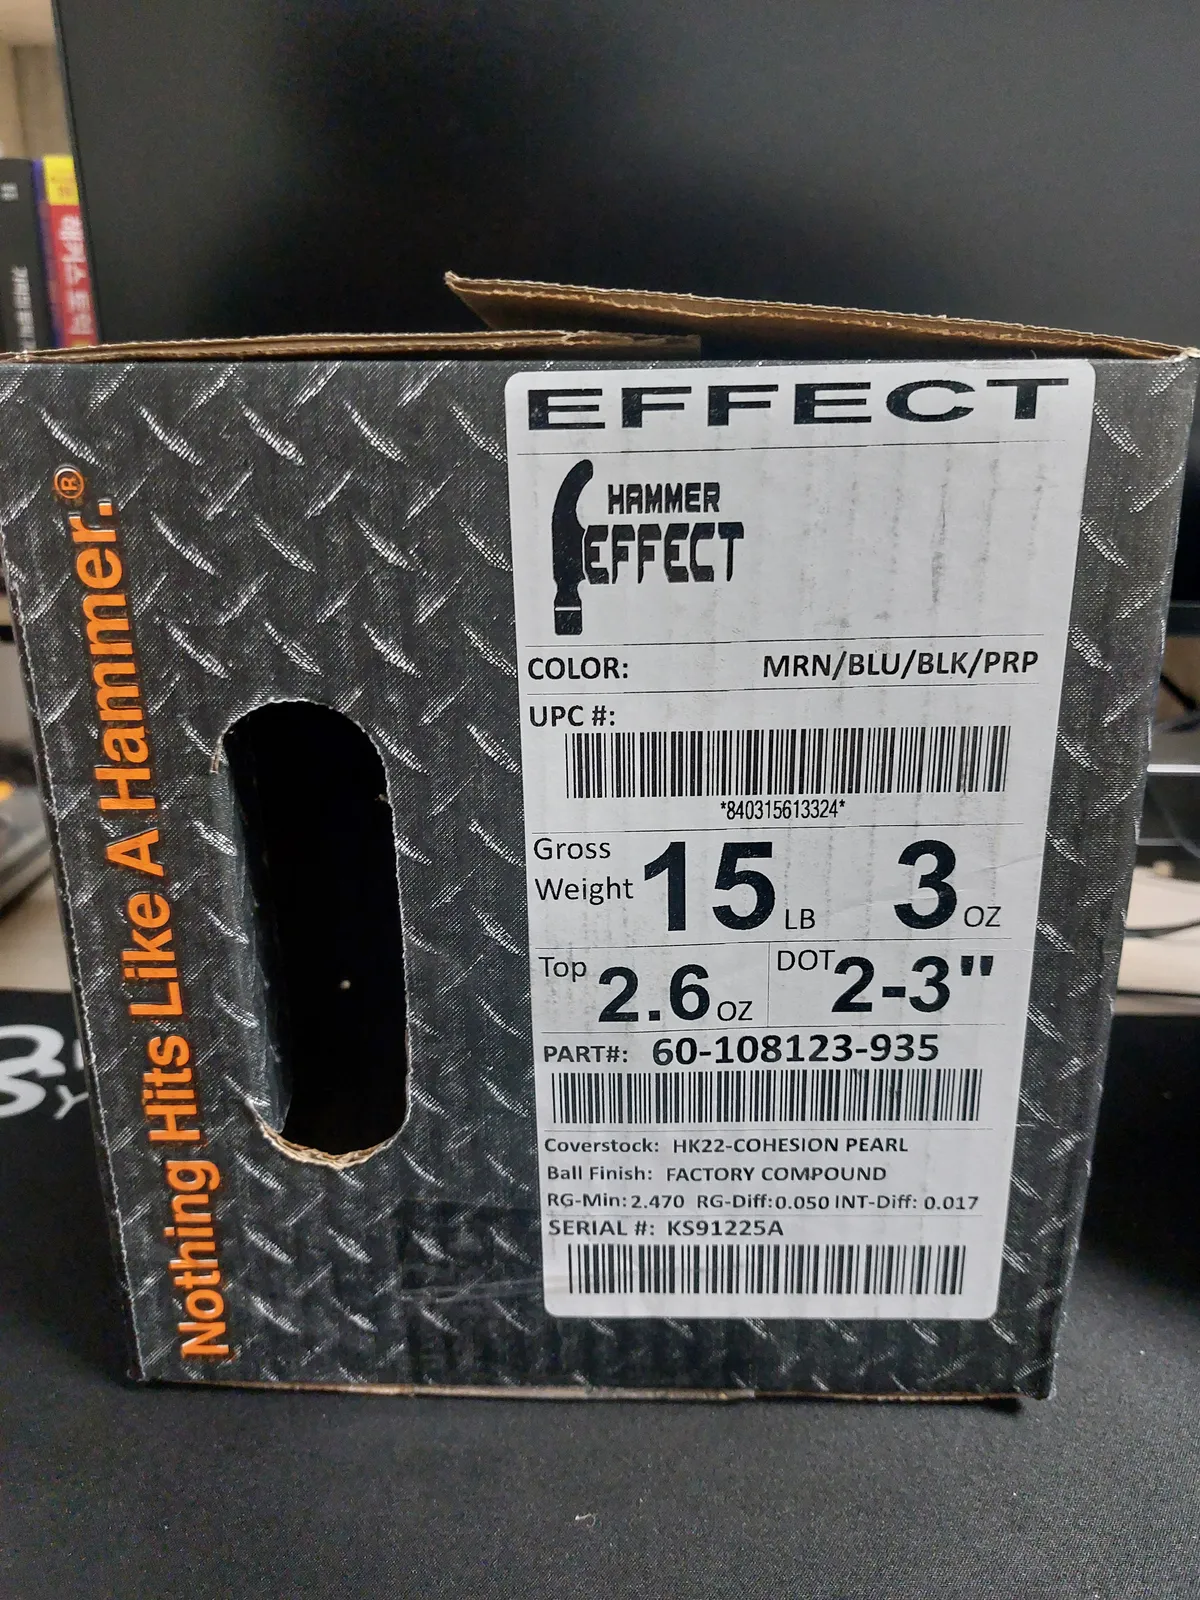 Nothing Hits Like A Hammer.®
EFFECT
HAMMER
EFFECT
COLOR: MRN/BLU/BLK/PRP
UPC #:
*840315613324*
Gross
Weight 15 LB 3 OZ
Top 2.6 OZ DOT 2-3"
PART#: 60-108123-935
Coverstock: HK22-COHESION PEARL
Ball Finish: FACTORY COMPOUND
RG-Min: 2.470 RG-Diff: 0.050 INT-Diff: 0.017
SERIAL #: KS91225A